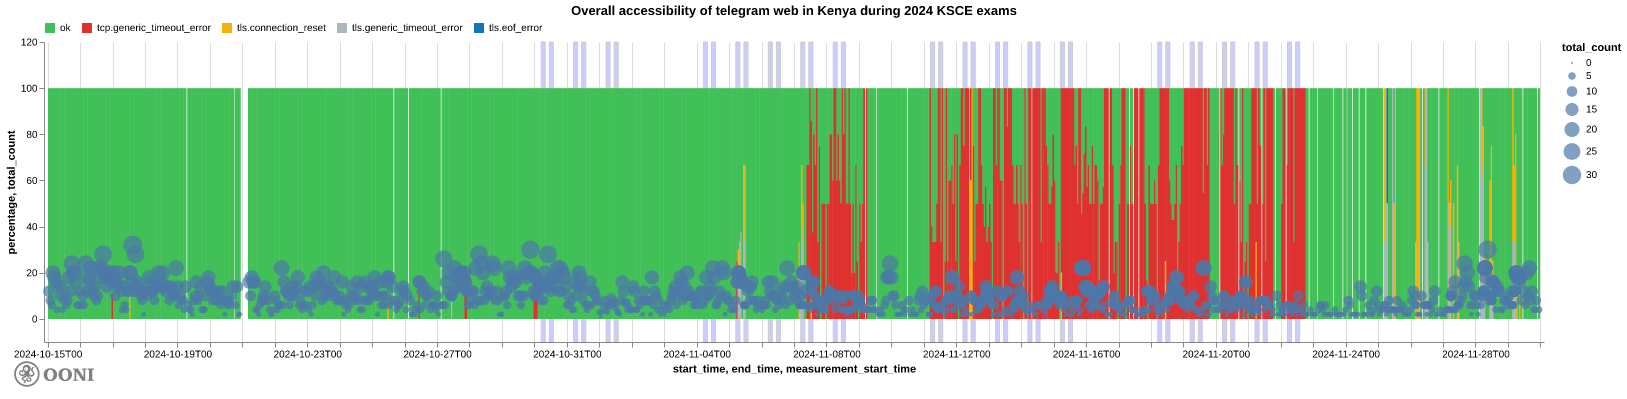 Overall accessibility of telegram web in Kenya during 2024 KSCE exams
ok tcp.generic_timeout_error tls.connection_reset tls.generic_timeout_error tls.eof_error
total_count
0
5
10
15
20
25
30
percentage, total_count
120
100
80
60
40
20
0
2024-10-15T00 2024-10-19T00 2024-10-23T00 2024-10-27T00 2024-10-31T00 2024-11-04T00 2024-11-08T00 2024-11-12T00 2024-11-16T00 2024-11-20T00 2024-11-24T00 2024-11-28T00
start_time, end_time, measurement_start_time
OONI